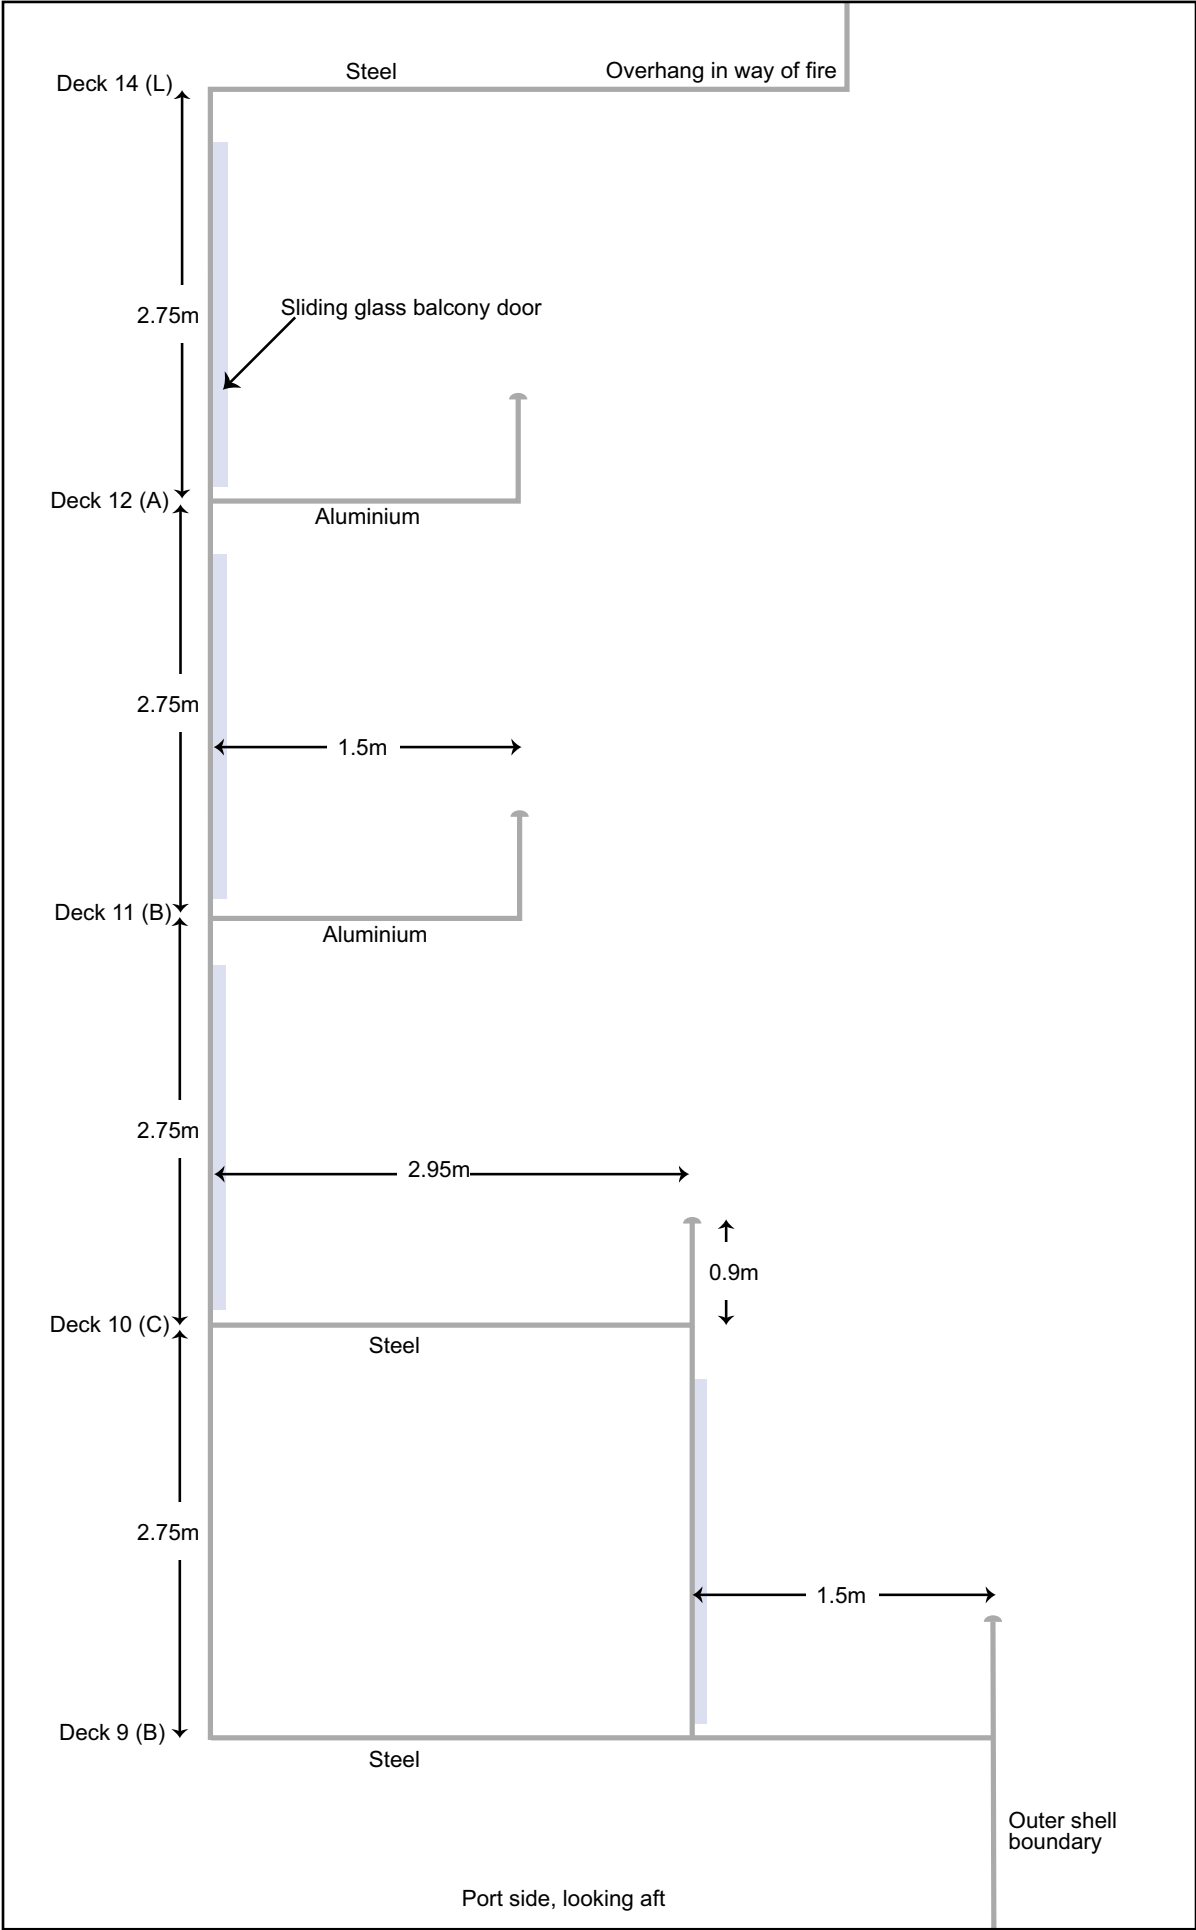 Steel
Overhang in way of fire
Deck 14 (L)
2.75m
Sliding glass balcony door
Deck 12 (A)
Aluminium
2.75m
1.5m
Deck 11 (B)
Aluminium
2.75m
2.95m
0.9m
Deck 10 (C)
Steel
2.75m
1.5m
Deck 9 (B)
Steel
Outer shell
boundary
Port side, looking aft